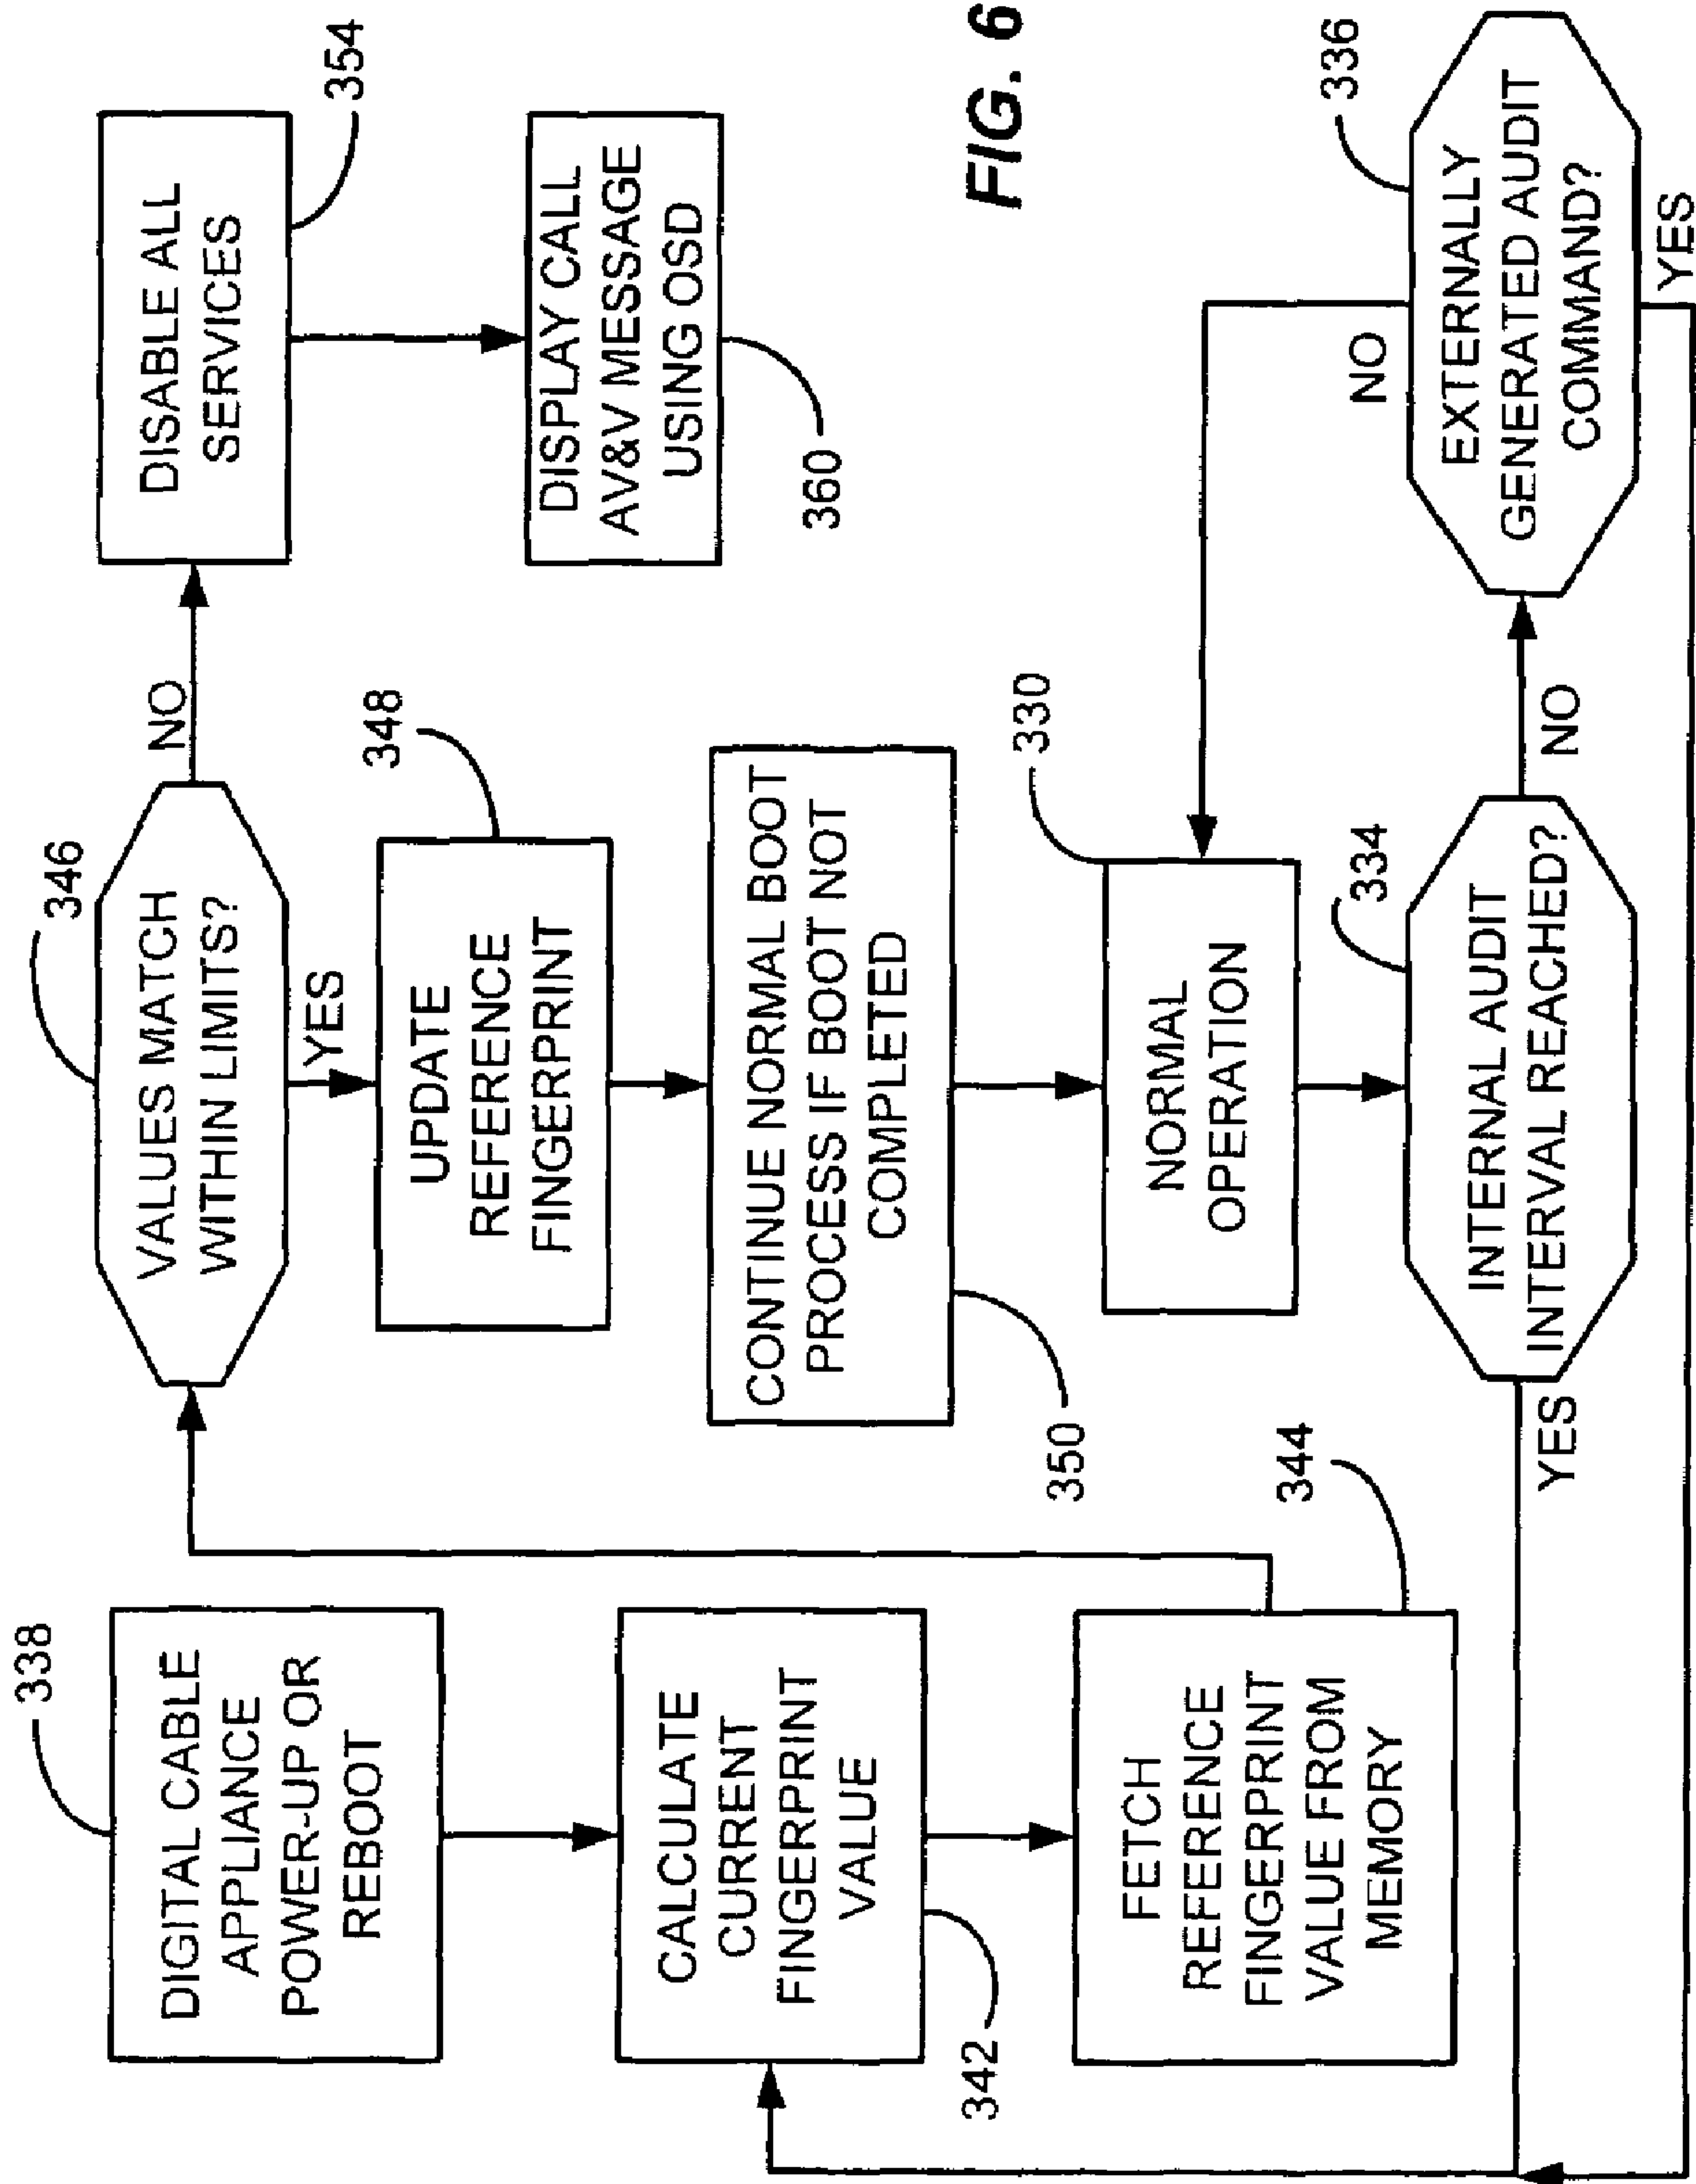 338
DIGITAL CABLE
APPLIANCE
POWER-UP OR
REBOOT
CALCULATE
CURRENT
FINGERPRINT
VALUE
342
FETCH
REFERENCE
FINGERPRINT
VALUE FROM
MEMORY
344
346
VALUES MATCH
WITHIN LIMITS?
NO
YES
348
UPDATE
REFERENCE
FINGERPRINT
CONTINUE NORMAL BOOT
PROCESS IF BOOT NOT
COMPLETED
350
330
NORMAL
OPERATION
334
INTERNAL AUDIT
INTERVAL REACHED?
YES
NO
DISABLE ALL
SERVICES
354
DISPLAY CALL
AV&V MESSAGE
USING OSD
360
FIG. 6
NO
336
EXTERNALLY
GENERATED AUDIT
COMMAND?
YES